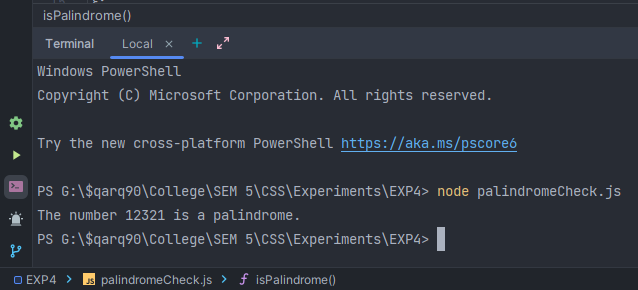 isPalindrome()
Terminal Local × +
Windows PowerShell
Copyright (C) Microsoft Corporation. All rights reserved.
Try the new cross-platform PowerShell https://aka.ms/pscore6
PS G:\$qarq90\College\SEM 5\CSS\Experiments\EXP4> node palindromeCheck.js
The number 12321 is a palindrome.
PS G:\$qarq90\College\SEM 5\CSS\Experiments\EXP4>
EXP4 > JS palindromeCheck.js > f isPalindrome()